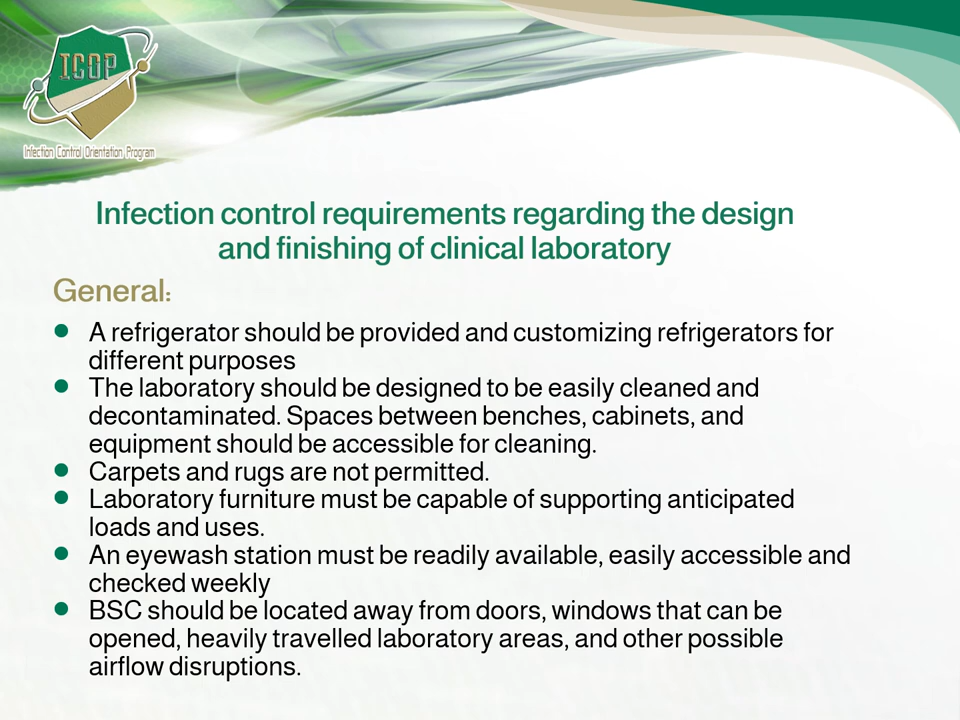 ICOP
Infection Control Orientation Program
Infection control requirements regarding the design
and finishing of clinical laboratory
General:
● A refrigerator should be provided and customizing refrigerators for
different purposes
● The laboratory should be designed to be easily cleaned and
decontaminated. Spaces between benches, cabinets, and
equipment should be accessible for cleaning.
● Carpets and rugs are not permitted.
● Laboratory furniture must be capable of supporting anticipated
loads and uses.
● An eyewash station must be readily available, easily accessible and
checked weekly
● BSC should be located away from doors, windows that can be
opened, heavily travelled laboratory areas, and other possible
airflow disruptions.